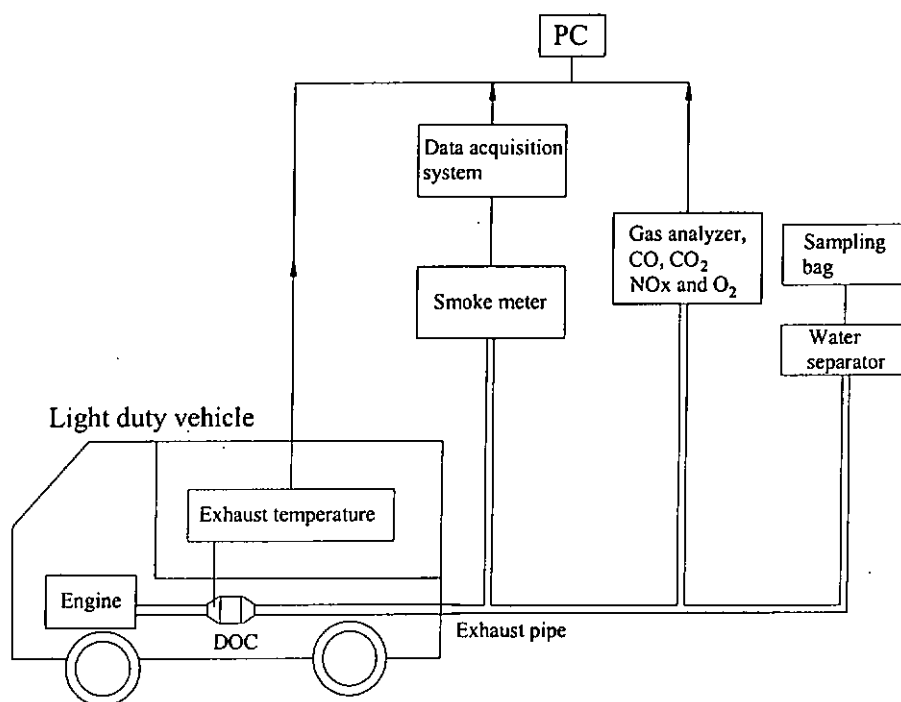 PC
Data acquisition
system
Gas analyzer,
CO, CO₂
NOx and O₂
Sampling
bag
Smoke meter
Water
separator
Light duty vehicle
Exhaust temperature
Engine
DOC
Exhaust pipe